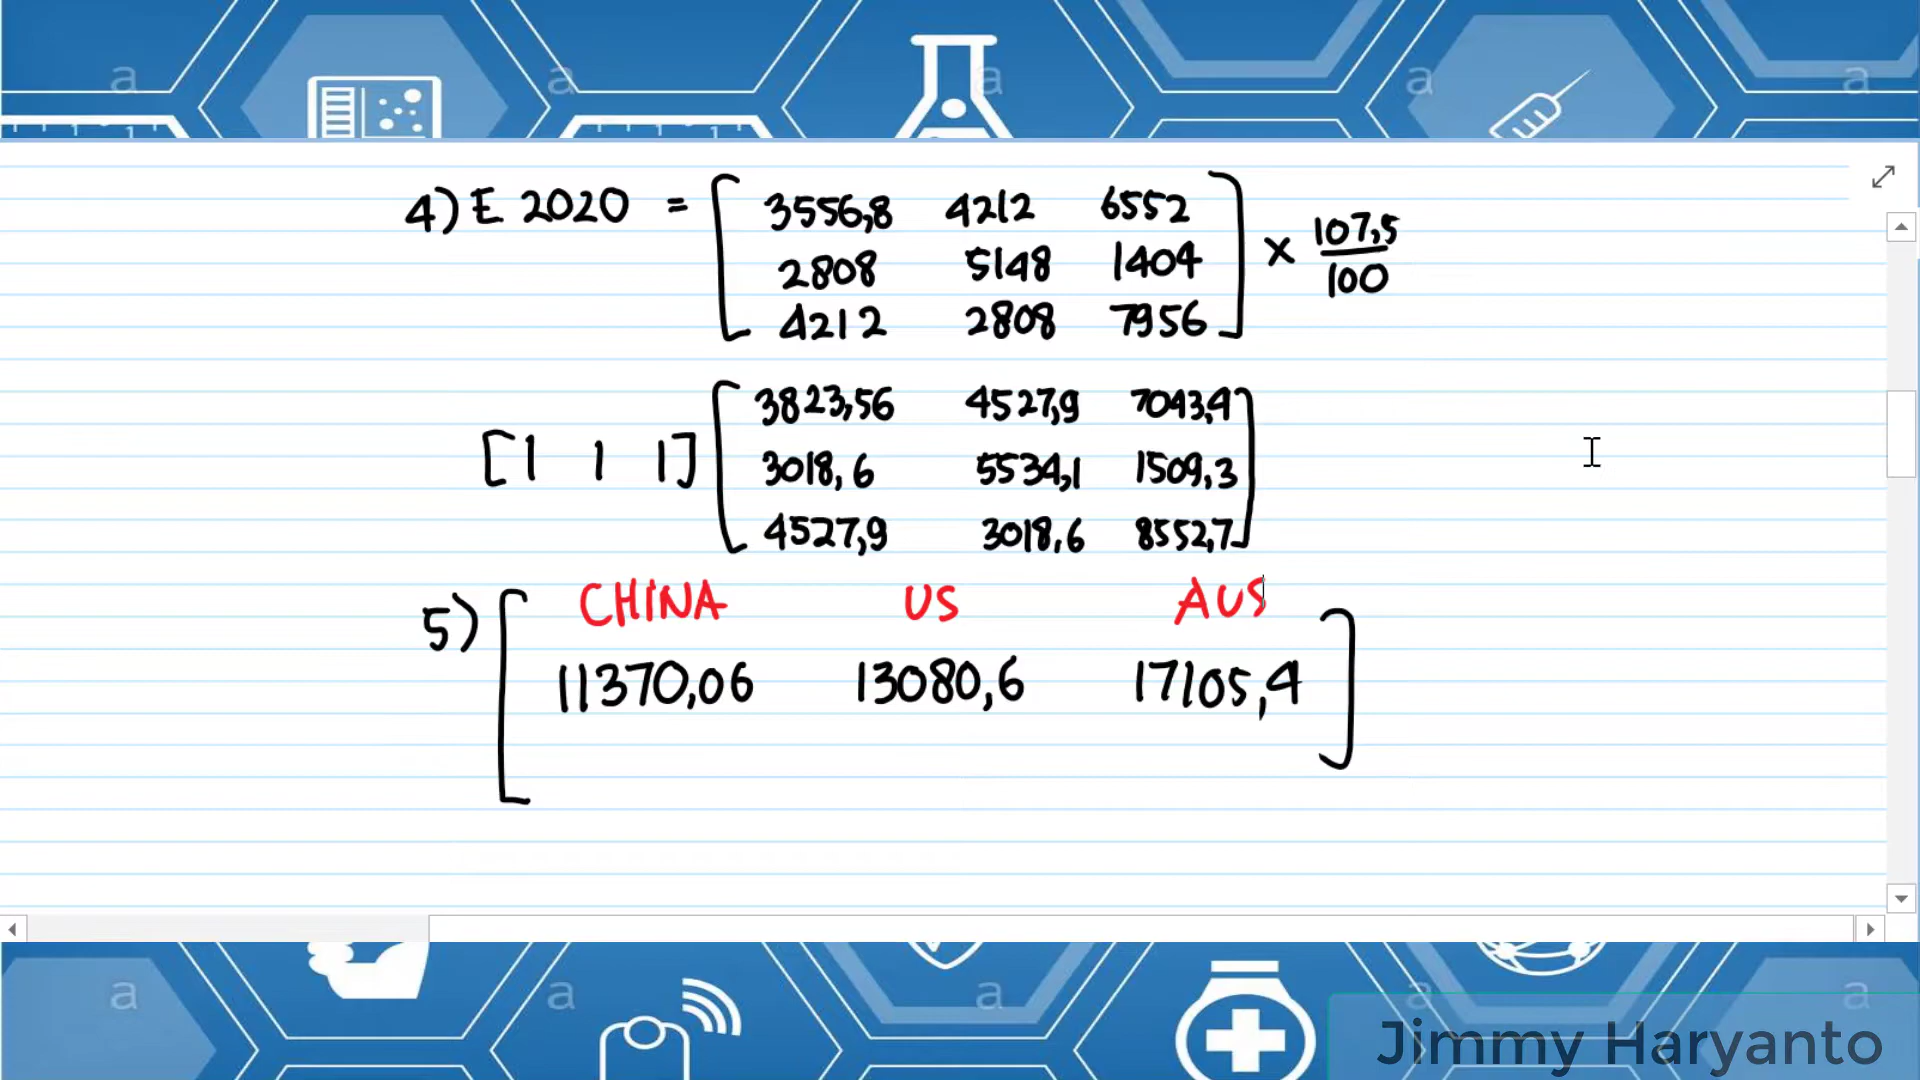 a a a a a
4) E 2020 = [ 3556,8 4212 6552 ] × 107,5/100
2808 5148 1404
4212 2808 7956
[1 1 1] [ 3823,56 4527,9 7043,4 ]
3018,6 5534,1 1509,3
4527,9 3018,6 8552,7
CHINA US AUS
5) [ 11370,06 13080,6 17105,4 ]
a a a a a
Jimmy Haryanto